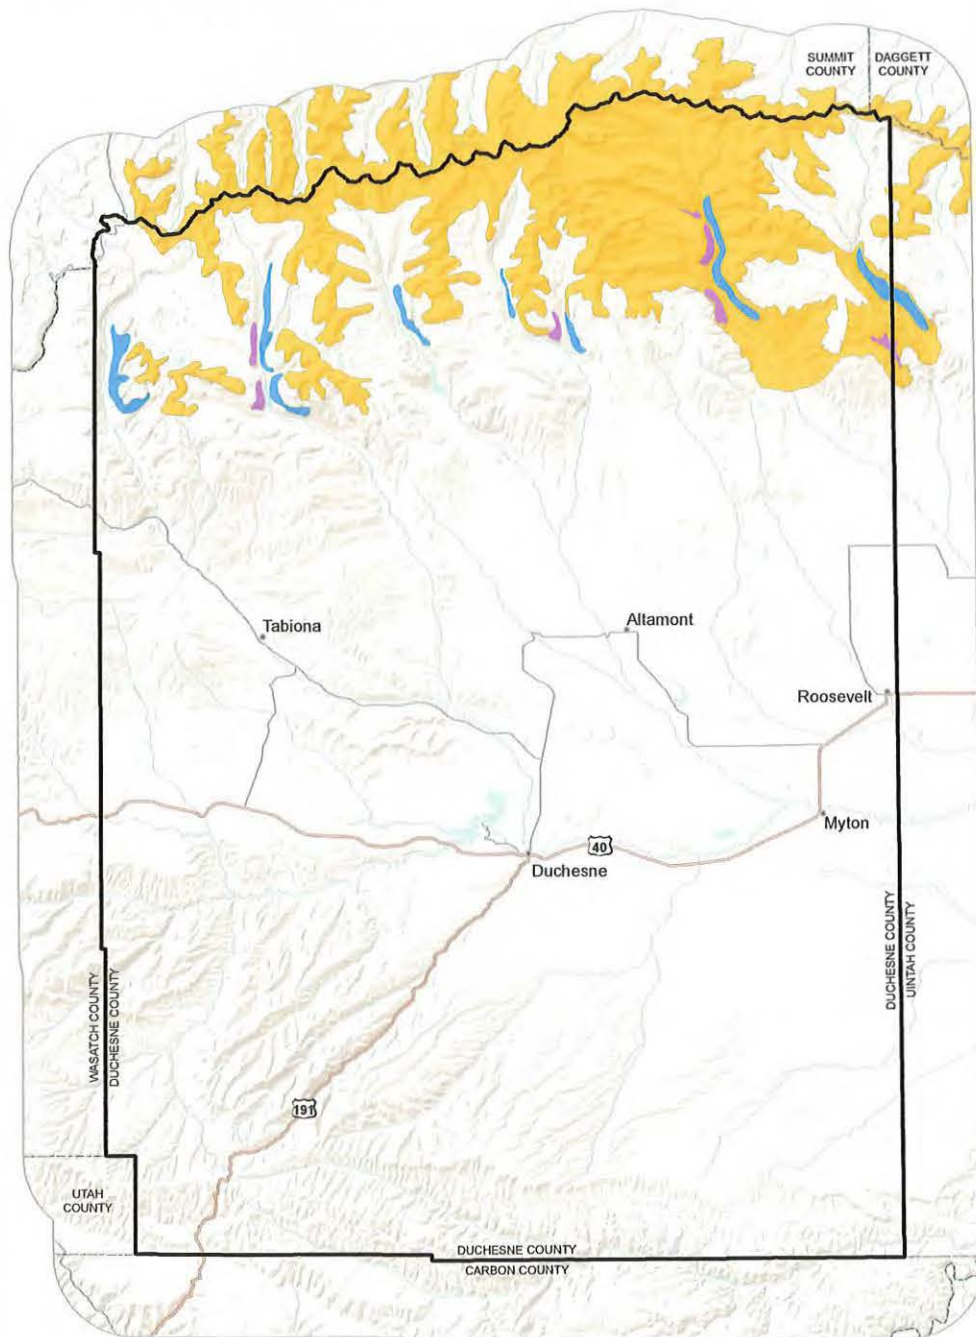 SUMMIT
COUNTY
DAGGETT
COUNTY
Tabiona
Altamont
Roosevelt
Myton
40
Duchesne
DUCHESNE COUNTY
UINTAH COUNTY
WASATCH COUNTY
DUCHESNE COUNTY
191
UTAH
COUNTY
DUCHESNE COUNTY
CARBON COUNTY